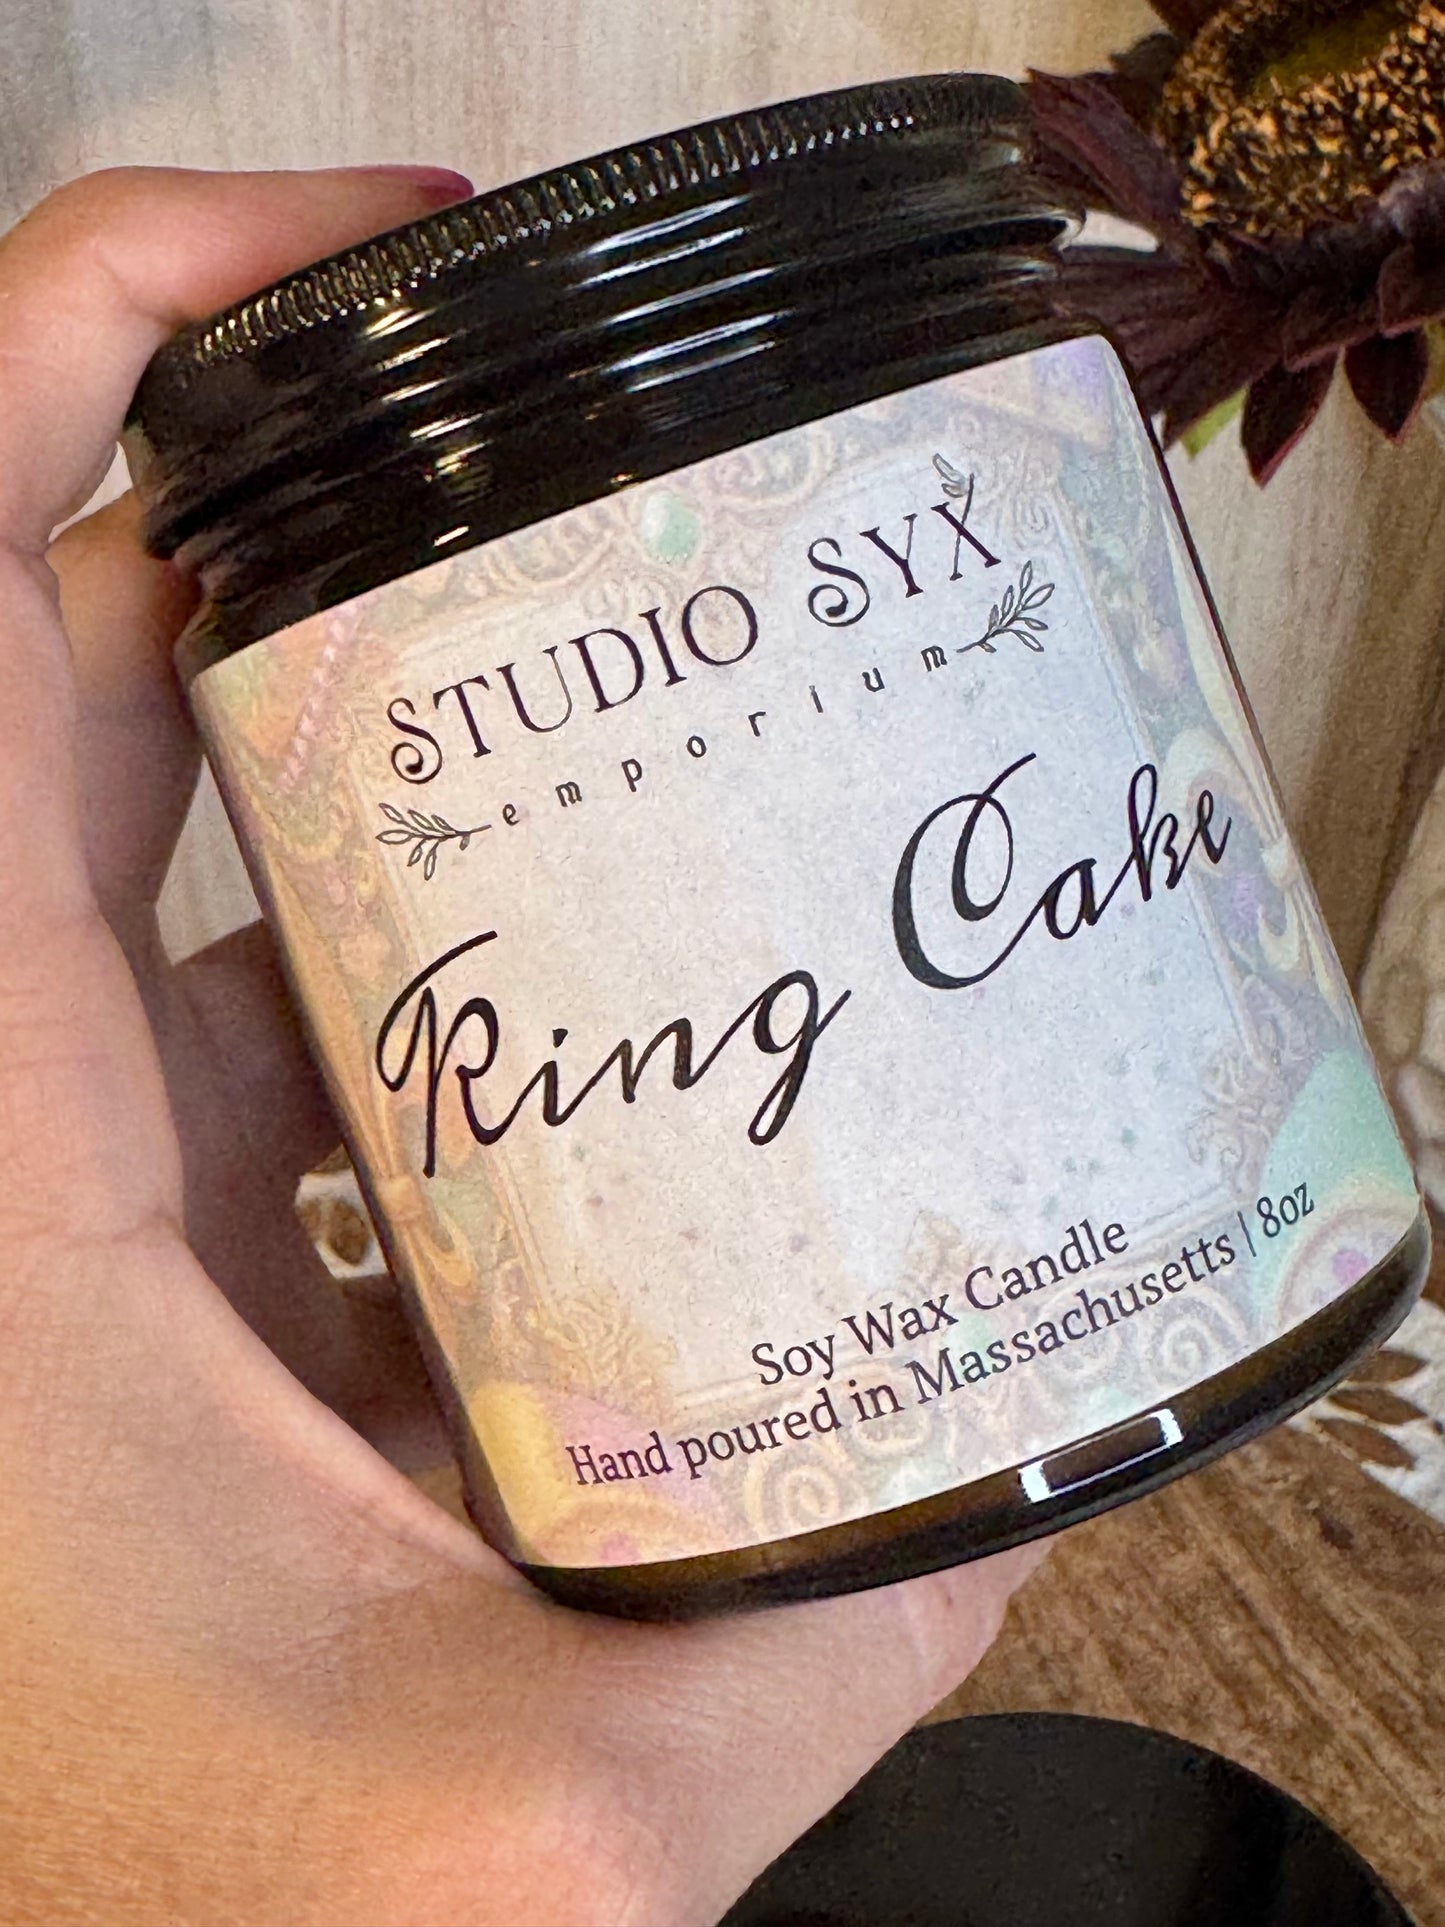 STUDIO SYX
emporium
King Cake
Soy Wax Candle
Hand poured in Massachusetts | 8oz